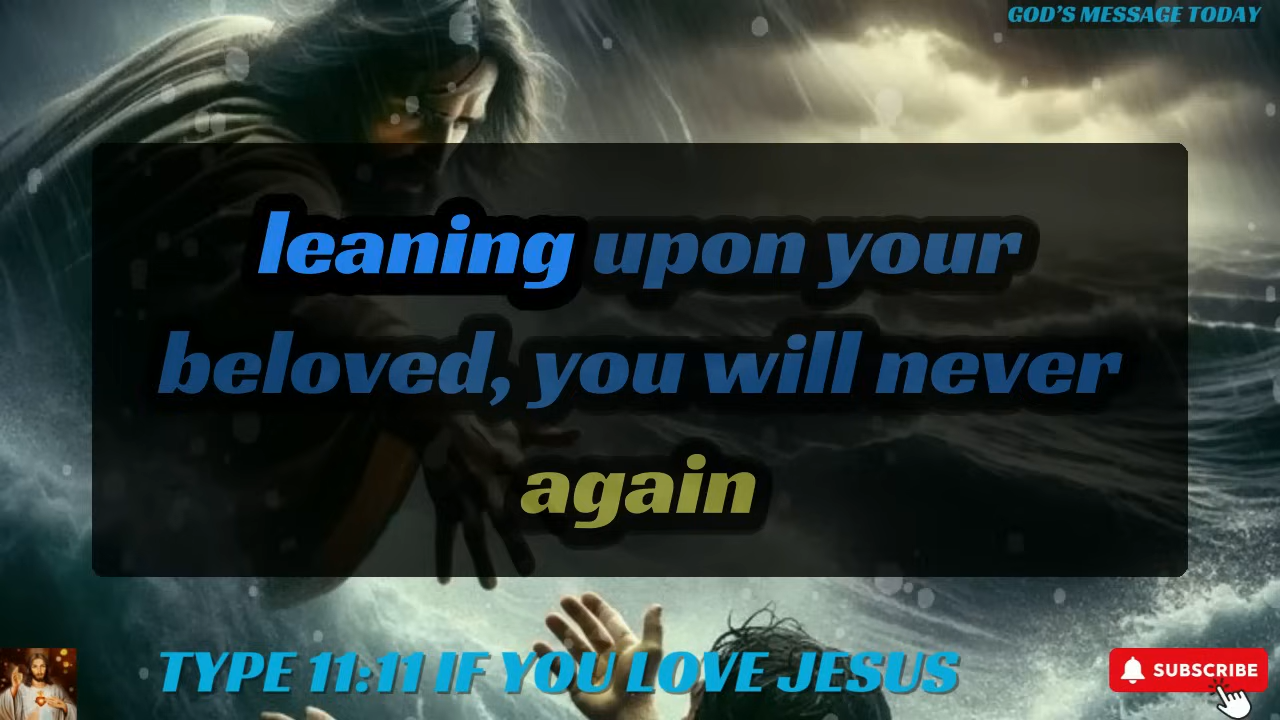 GOD'S MESSAGE TODAY
leaning upon your
beloved, you will never
again
TYPE 11:11 IF YOU LOVE JESUS
SUBSCRIBE